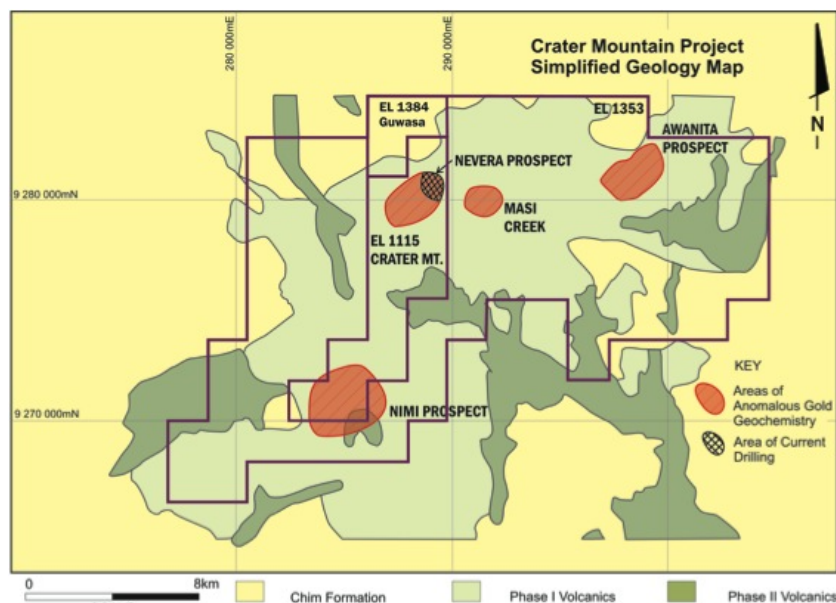 280 000mE
290 000mE
Crater Mountain Project
Simplified Geology Map
N
EL 1384
Guwasa
EL 1353
AWANITA
PROSPECT
NEVERA PROSPECT
9 280 000mN
MASI
CREEK
EL 1115
CRATER MT.
KEY
Areas of
Anomalous Gold
Geochemistry
NIMI PROSPECT
9 270 000mN
Area of Current
Drilling
0
8km
Chim Formation
Phase I Volcanics
Phase II Volcanics